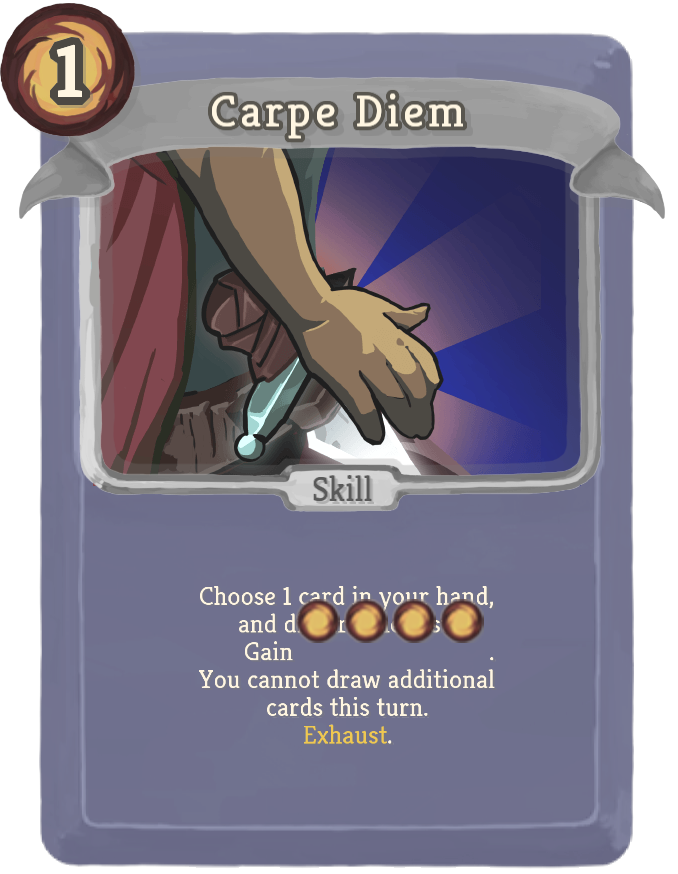 1
Carpe Diem
Skill
Choose 1 card in your hand,
and
Gain .
You cannot draw additional
cards this turn.
Exhaust.